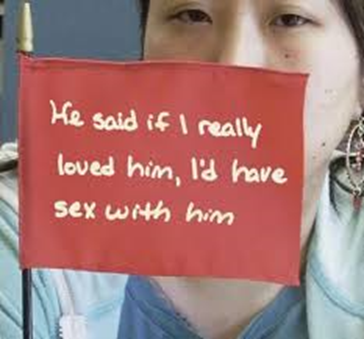 He said if I really
loved him, I'd have
sex with him